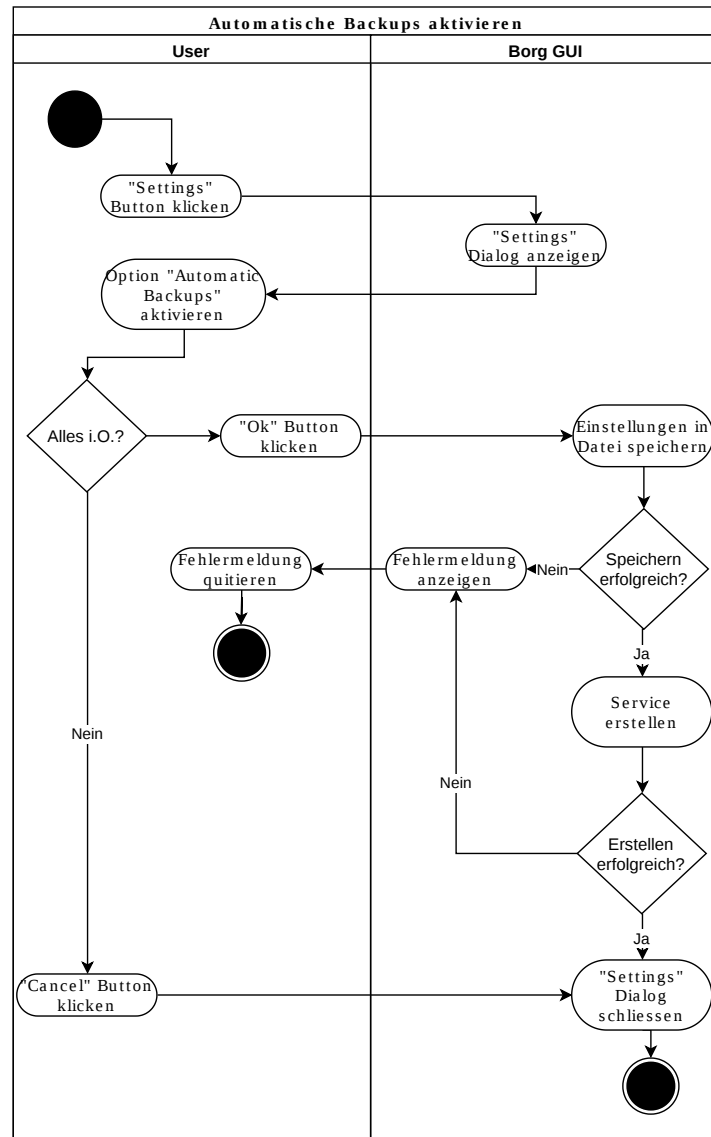 Automatische Backups aktivieren
User
Borg GUI
"Settings"
Button klicken
"Settings"
Dialog anzeigen
Option "Automatic
Backups"
aktivieren
Alles i.O.?
"Ok" Button
klicken
Einstellungen in
Datei speichern
Speichern
erfolgreich?
Nein
Fehlermeldung
anzeigen
Fehlermeldung
quitieren
Ja
Service
erstellen
Nein
Nein
Erstellen
erfolgreich?
Ja
"Cancel" Button
klicken
"Settings"
Dialog
schliessen